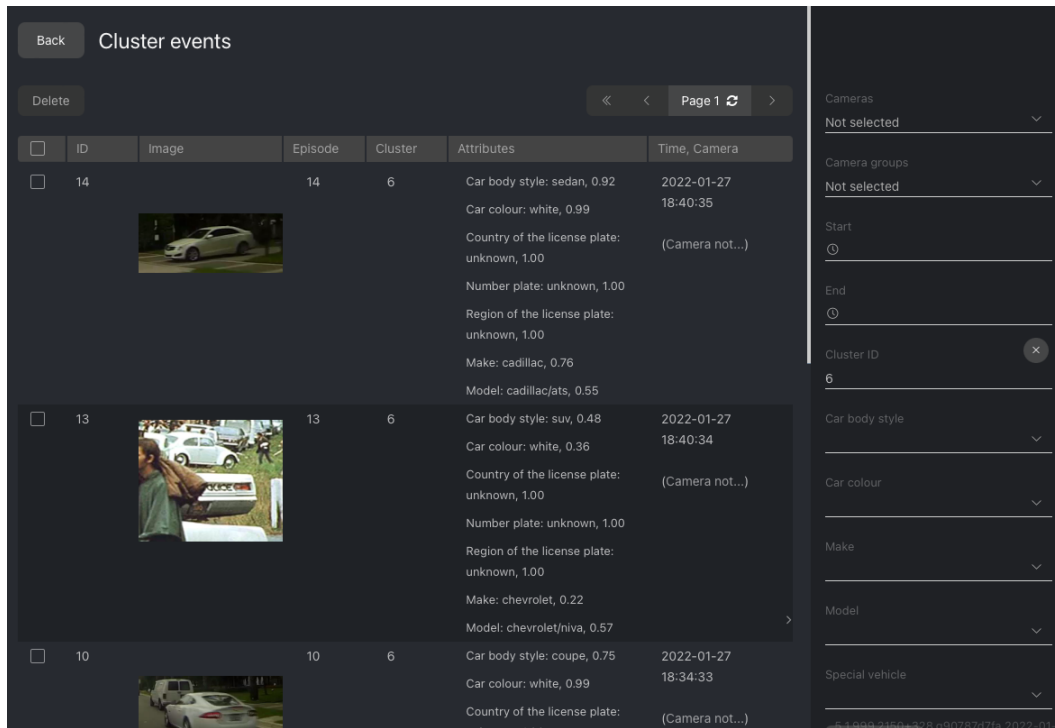 Back
Cluster events
Delete
Page 1
ID Image Episode Cluster Attributes Time, Camera
14 14 6 Car body style: sedan, 0.92 2022-01-27
Car colour: white, 0.99 18:40:35
Country of the license plate:
unknown, 1.00 (Camera not...)
Number plate: unknown, 1.00
Region of the license plate:
unknown, 1.00
Make: cadillac, 0.76
Model: cadillac/ats, 0.55
13 13 6 Car body style: suv, 0.48 2022-01-27
Car colour: white, 0.36 18:40:34
Country of the license plate:
unknown, 1.00 (Camera not...)
Number plate: unknown, 1.00
Region of the license plate:
unknown, 1.00
Make: chevrolet, 0.22
Model: chevrolet/niva, 0.57
10 10 6 Car body style: coupe, 0.75 2022-01-27
Car colour: white, 0.99 18:34:33
Country of the license plate:
(Camera not...)
Cameras
Not selected
Camera groups
Not selected
Start
End
Cluster ID
6
Car body style
Car colour
Make
Model
Special vehicle